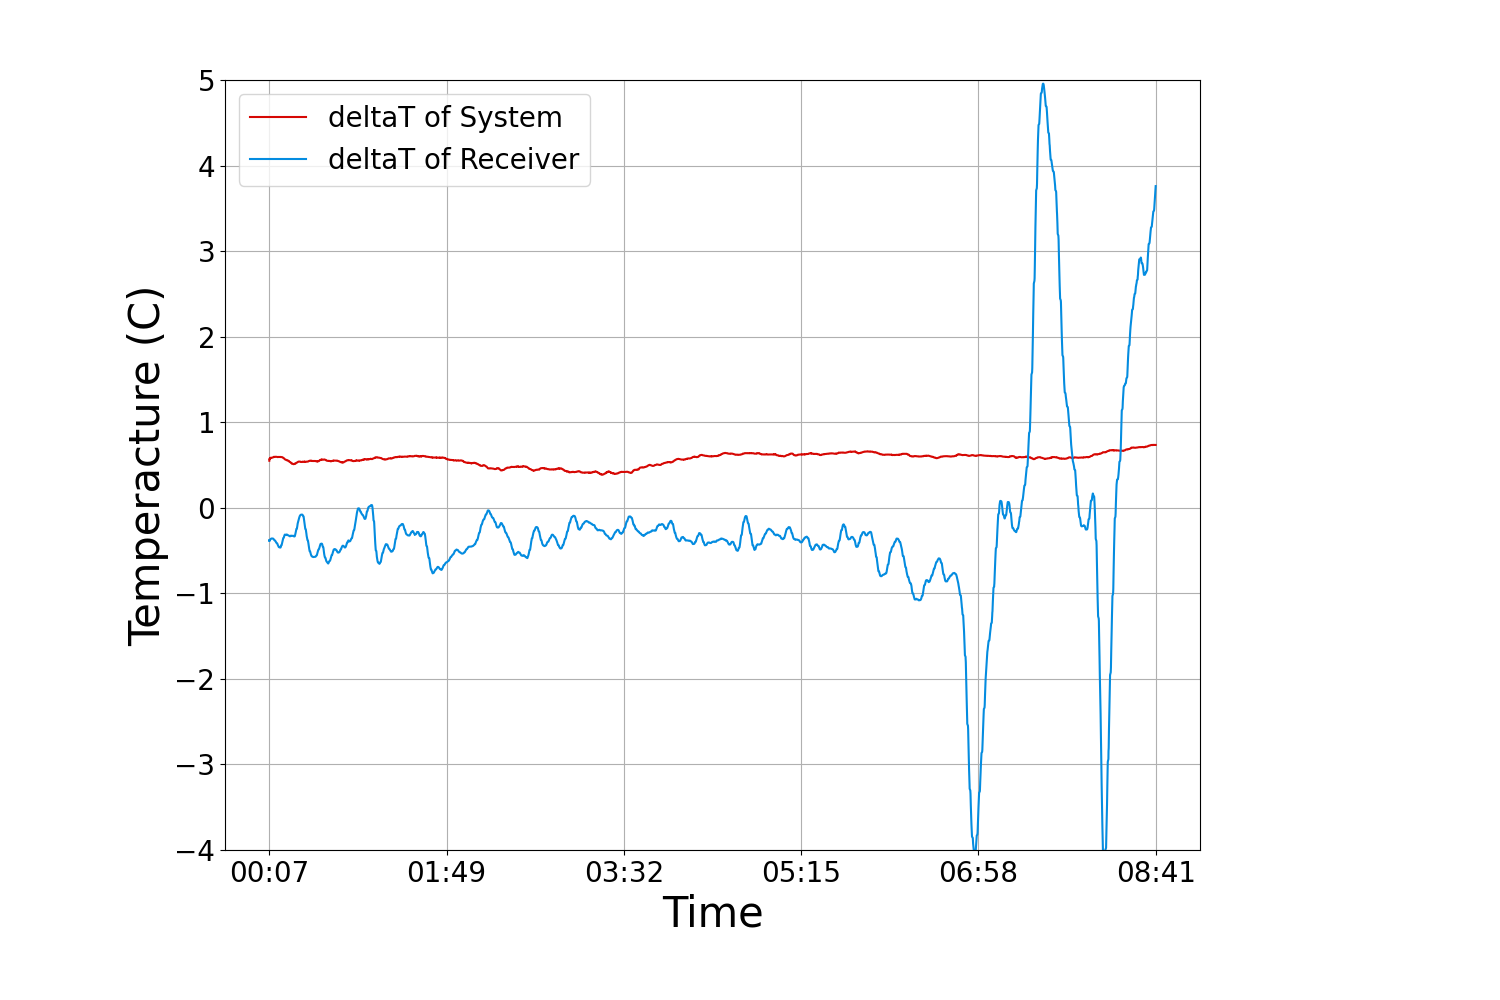 5
4
3
2
1
0
−1
−2
−3
−4
Temperacture (C)
deltaT of System
deltaT of Receiver
00:07 01:49 03:32 05:15 06:58 08:41
Time